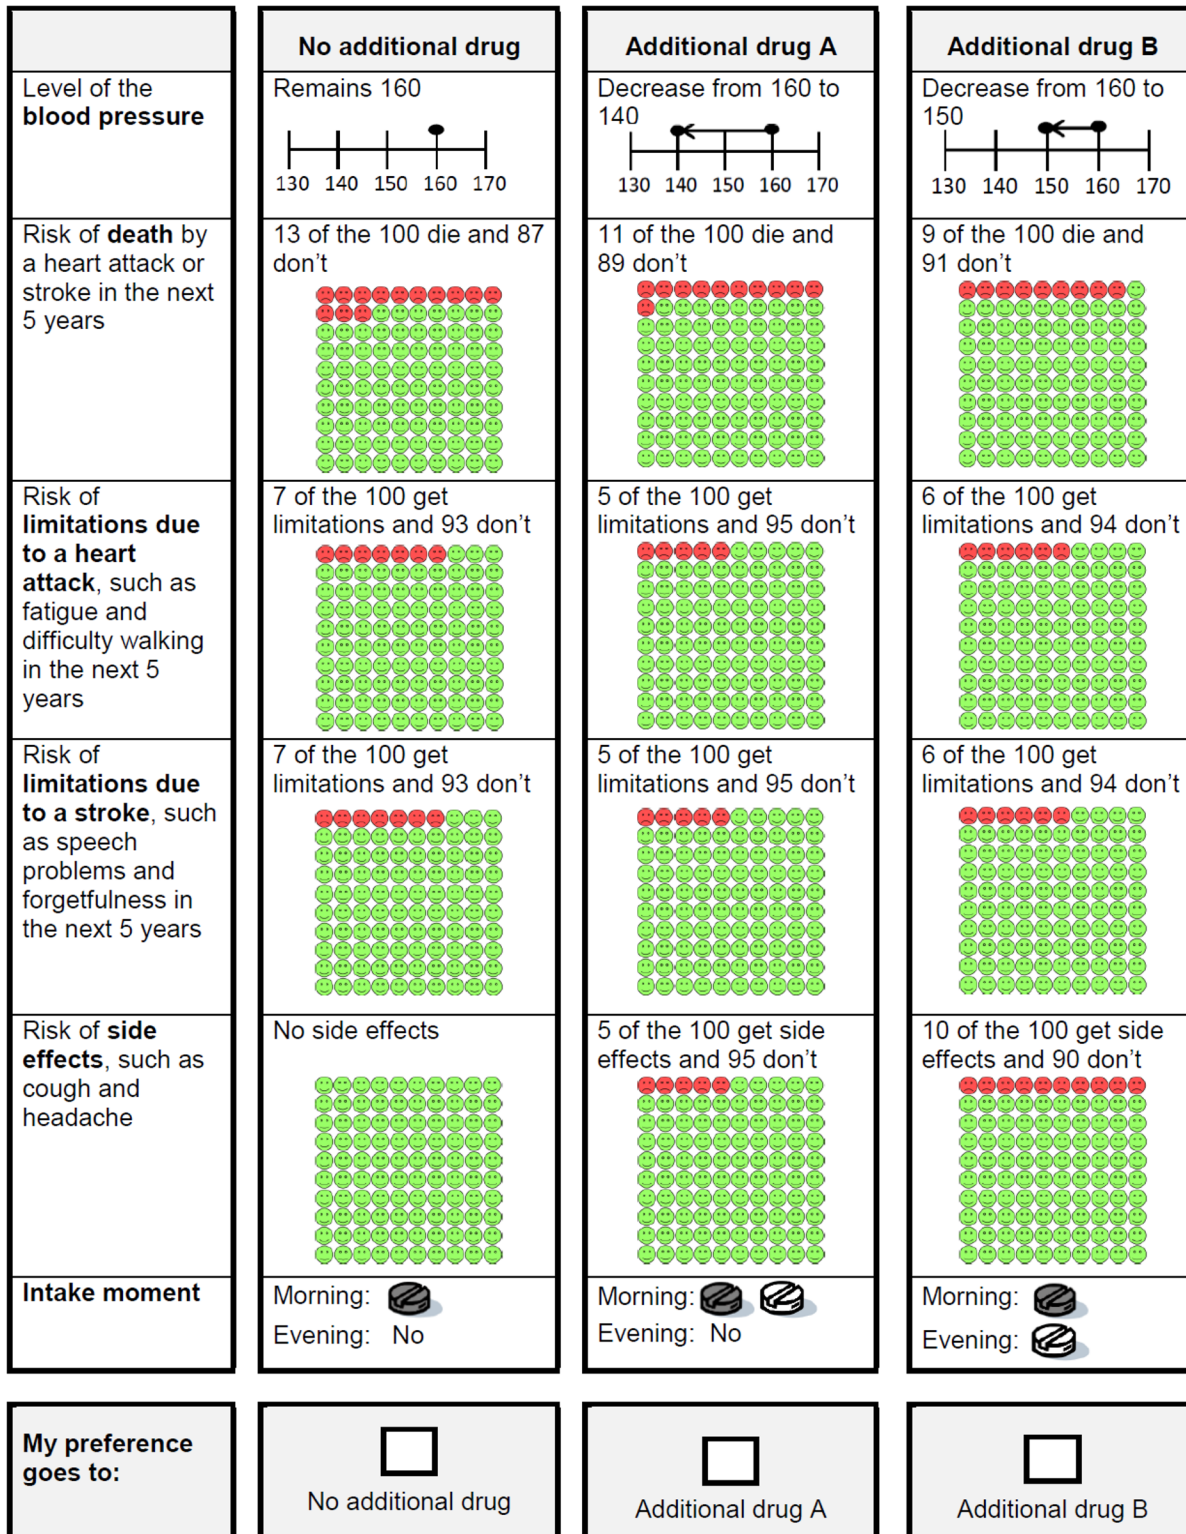 No additional drug
Additional drug A
Additional drug B
Level of the
blood pressure
Remains 160
130 140 150 160 170
Decrease from 160 to
140
130 140 150 160 170
Decrease from 160 to
150
130 140 150 160 170
Risk of death by
a heart attack or
stroke in the next
5 years
13 of the 100 die and 87
don't
11 of the 100 die and
89 don't
9 of the 100 die and
91 don't
Risk of
limitations due
to a heart
attack, such as
fatigue and
difficulty walking
in the next 5
years
7 of the 100 get
limitations and 93 don't
5 of the 100 get
limitations and 95 don't
6 of the 100 get
limitations and 94 don't
Risk of
limitations due
to a stroke, such
as speech
problems and
forgetfulness in
the next 5 years
7 of the 100 get
limitations and 93 don't
5 of the 100 get
limitations and 95 don't
6 of the 100 get
limitations and 94 don't
Risk of side
effects, such as
cough and
headache
No side effects
5 of the 100 get side
effects and 95 don't
10 of the 100 get side
effects and 90 don't
Intake moment
Morning:
Evening: No
Morning:
Evening: No
Morning:
Evening:
My preference
goes to:
No additional drug
Additional drug A
Additional drug B